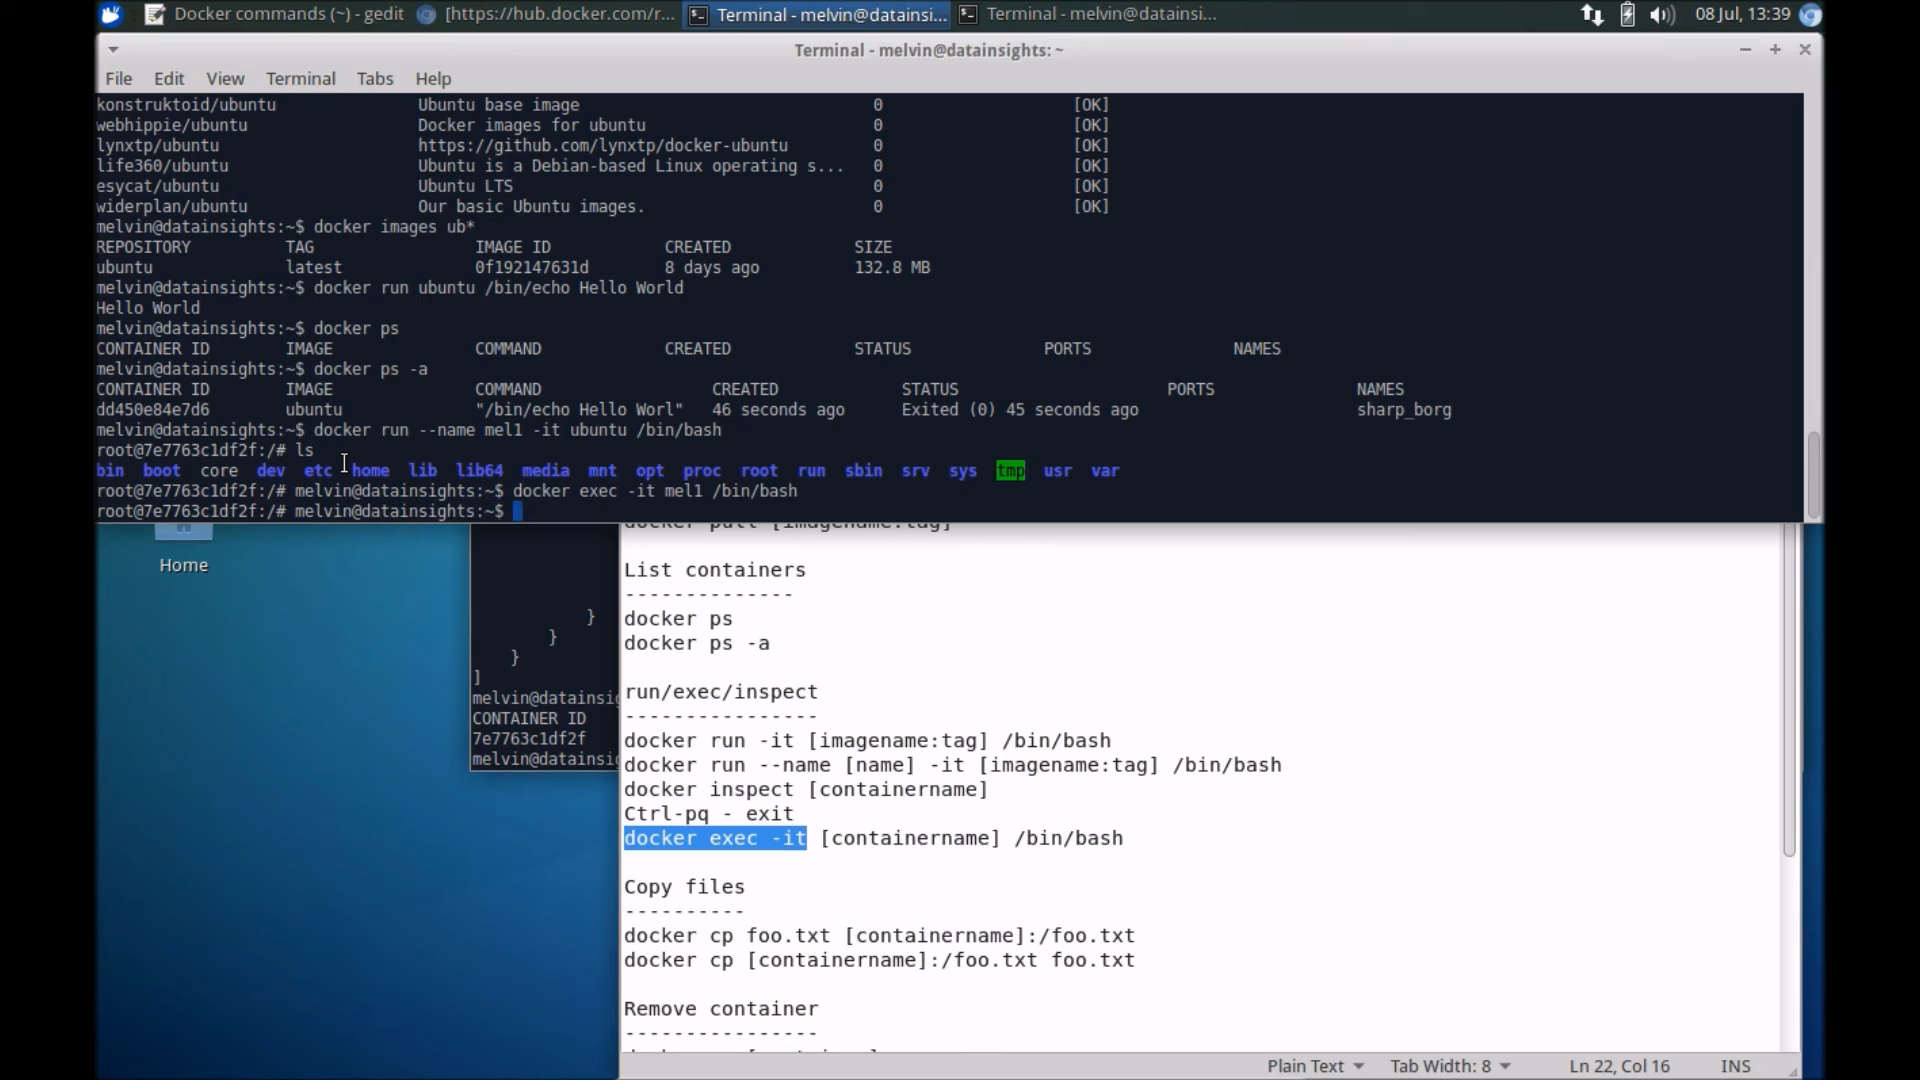 Docker commands (~) - gedit
[https://hub.docker.com/r...
Terminal - melvin@datainsi...
Terminal - melvin@datainsi...
08 Jul, 13:39
Terminal - melvin@datainsights: ~
File Edit View Terminal Tabs Help
konstruktoid/ubuntu Ubuntu base image 0 [OK]
webhippie/ubuntu Docker images for ubuntu 0 [OK]
lynxtp/ubuntu https://github.com/lynxtp/docker-ubuntu 0 [OK]
life360/ubuntu Ubuntu is a Debian-based Linux operating s... 0 [OK]
esycat/ubuntu Ubuntu LTS 0 [OK]
widerplan/ubuntu Our basic Ubuntu images. 0 [OK]
melvin@datainsights:~$ docker images ub*
REPOSITORY TAG IMAGE ID CREATED SIZE
ubuntu latest 0f192147631d 8 days ago 132.8 MB
melvin@datainsights:~$ docker run ubuntu /bin/echo Hello World
Hello World
melvin@datainsights:~$ docker ps
CONTAINER ID IMAGE COMMAND CREATED STATUS PORTS NAMES
melvin@datainsights:~$ docker ps -a
CONTAINER ID IMAGE COMMAND CREATED STATUS PORTS NAMES
dd450e84e7d6 ubuntu "/bin/echo Hello Worl" 46 seconds ago Exited (0) 45 seconds ago sharp_borg
melvin@datainsights:~$ docker run --name mel1 -it ubuntu /bin/bash
root@7e7763c1df2f:/# ls
bin boot core dev etc home lib lib64 media mnt opt proc root run sbin srv sys tmp usr var
root@7e7763c1df2f:/# melvin@datainsights:~$ docker exec -it mel1 /bin/bash
root@7e7763c1df2f:/# melvin@datainsights:~$
Home
}
}
}
]
melvin@datainsig
CONTAINER ID
7e7763c1df2f
melvin@datainsig
docker pull [imagename:tag]
List containers
--------------
docker ps
docker ps -a
run/exec/inspect
----------------
docker run -it [imagename:tag] /bin/bash
docker run --name [name] -it [imagename:tag] /bin/bash
docker inspect [containername]
Ctrl-pq - exit
docker exec -it [containername] /bin/bash
Copy files
----------
docker cp foo.txt [containername]:/foo.txt
docker cp [containername]:/foo.txt foo.txt
Remove container
----------------
Plain Text Tab Width: 8 Ln 22, Col 16 INS